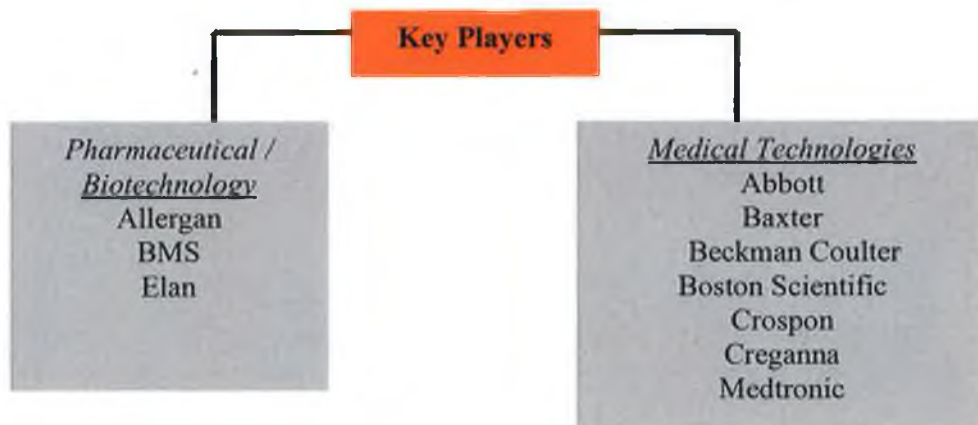 Key Players
Pharmaceutical /
Biotechnology
Allergan
BMS
Elan
Medical Technologies
Abbott
Baxter
Beckman Coulter
Boston Scientific
Crospon
Creganna
Medtronic